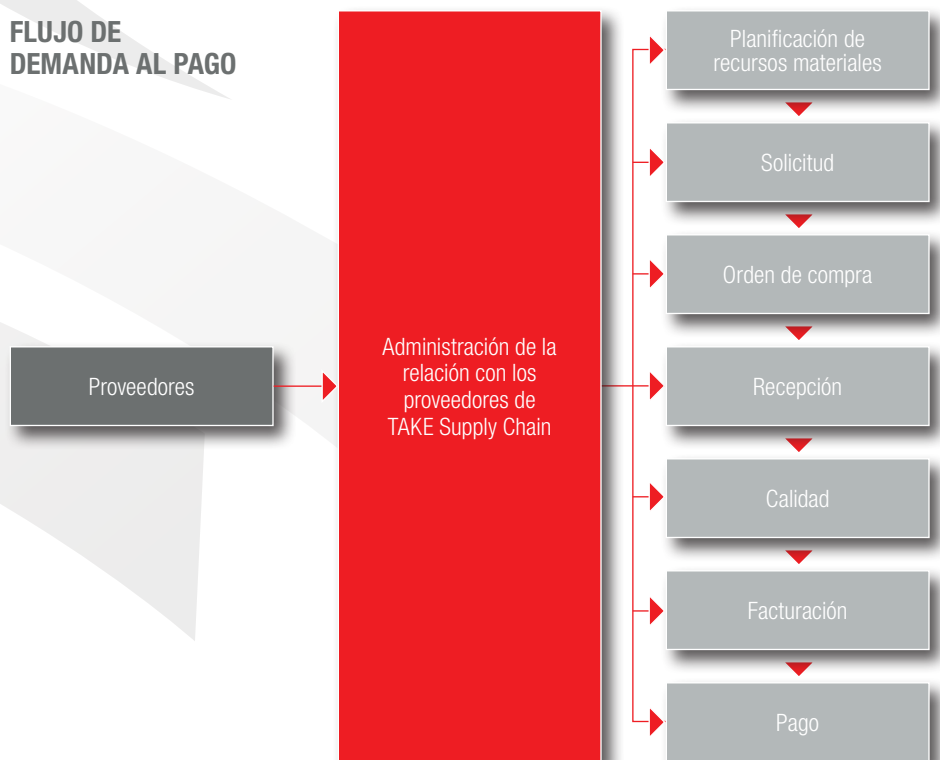 FLUJO DE
DEMANDA AL PAGO
Proveedores
Administración de la
relación con los
proveedores de
TAKE Supply Chain
Planificación de
recursos materiales
Solicitud
Orden de compra
Recepción
Calidad
Facturación
Pago